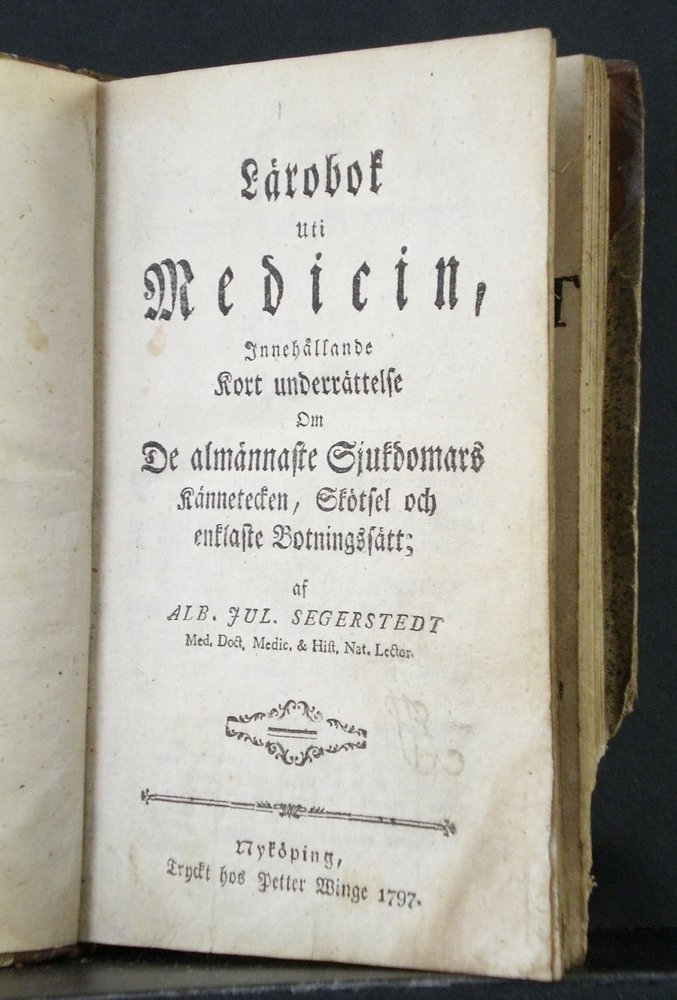 Lärobok
Uti
Medicin,
Innehållande
Kort underrättelse
Om
De almännaste Sjukdomars
Kännetecken, Skötsel och
enklaste Botningssätt;
af
ALB. JUL. SEGERSTEDT
Med. Doct. Medic. & Hist. Nat. Lector.
Nyköping,
Tryckt hos Petter Winge 1797.
T